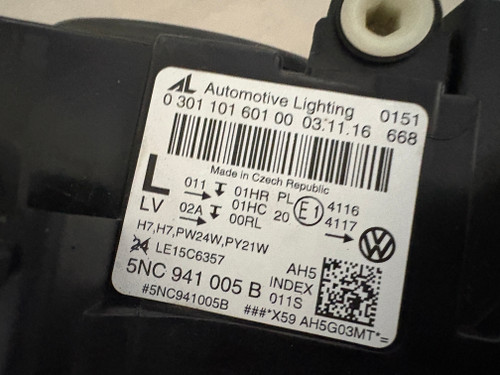 AL Automotive Lighting 0151
0 301 101 601 00 03.11.16 668
Made in Czech Republic
L 011 01HR PL E1 4116
LV 02A 01HC 20 4117
00RL
H7,H7,PW24W,PY21W
24 LE15C6357
5NC 941 005 B AH5
INDEX
#5NC941005B 011S
###*X59 AH5G03MT*=